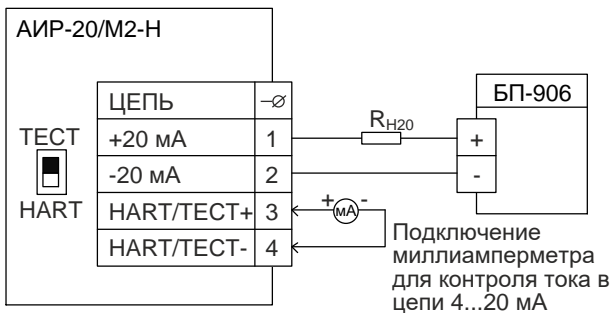 АИР-20/М2-Н
БП-906
ЦЕПЬ
ТЕСТ
HART
+20 мА 1
-20 мА 2
HART/ТЕСТ+ 3
HART/ТЕСТ- 4
RН20
+
-
+ мА -
Подключение
миллиамперметра
для контроля тока в
цепи 4...20 мА